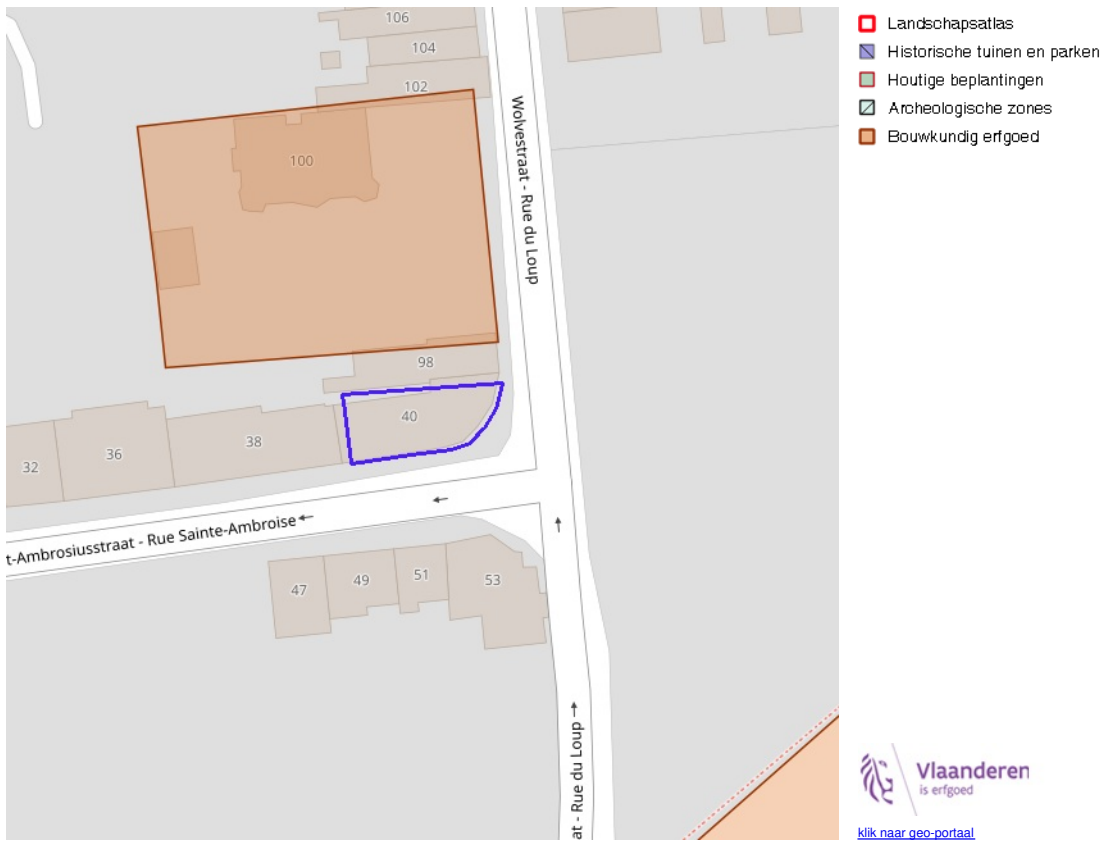 106
104
102
100
98
40
38
36
32
47
49
51
53
Wolvestraat - Rue du Loup
t-Ambrosiusstraat - Rue Sainte-Ambroise
at - Rue du Loup
Landschapsatlas
Historische tuinen en parken
Houtige beplantingen
Archeologische zones
Bouwkundig erfgoed
Vlaanderen
is erfgoed
klik naar geo-portaal